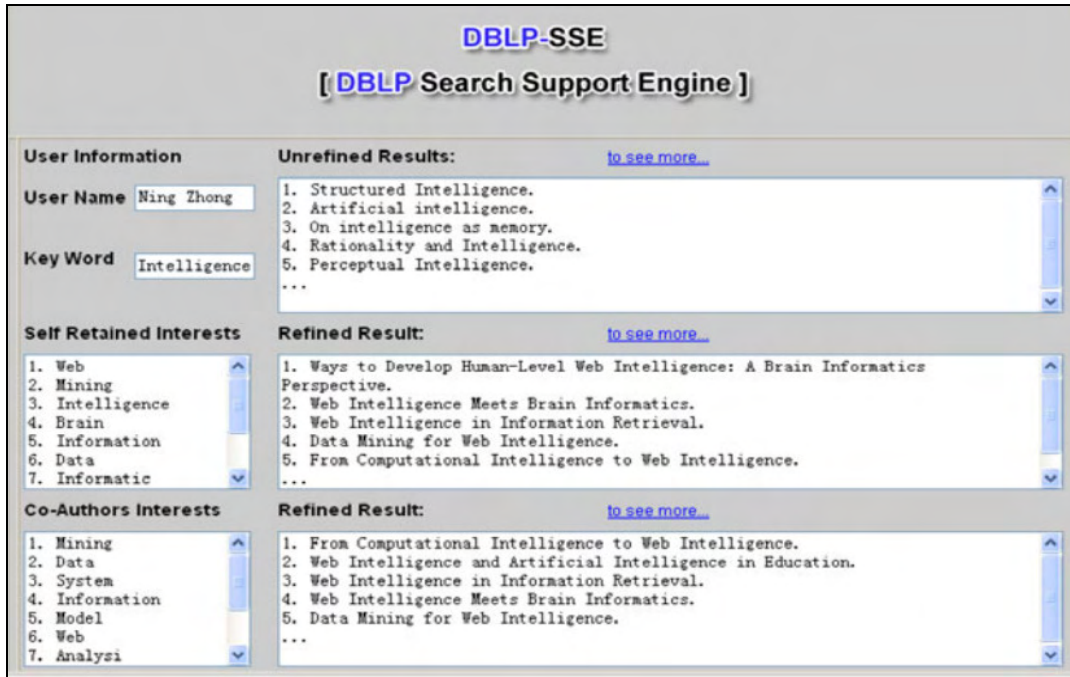 DBLP-SSE
[ DBLP Search Support Engine ]
User Information
User Name Ning Zhong
Key Word Intelligence
Unrefined Results: to see more...
1. Structured Intelligence.
2. Artificial intelligence.
3. On intelligence as memory.
4. Rationality and Intelligence.
5. Perceptual Intelligence.
...
Self Retained Interests
1. Web
2. Mining
3. Intelligence
4. Brain
5. Information
6. Data
7. Informatic
Refined Result: to see more...
1. Ways to Develop Human-Level Web Intelligence: A Brain Informatics
Perspective.
2. Web Intelligence Meets Brain Informatics.
3. Web Intelligence in Information Retrieval.
4. Data Mining for Web Intelligence.
5. From Computational Intelligence to Web Intelligence.
...
Co-Authors Interests
1. Mining
2. Data
3. System
4. Information
5. Model
6. Web
7. Analysi
Refined Result: to see more...
1. From Computational Intelligence to Web Intelligence.
2. Web Intelligence and Artificial Intelligence in Education.
3. Web Intelligence in Information Retrieval.
4. Web Intelligence Meets Brain Informatics.
5. Data Mining for Web Intelligence.
...